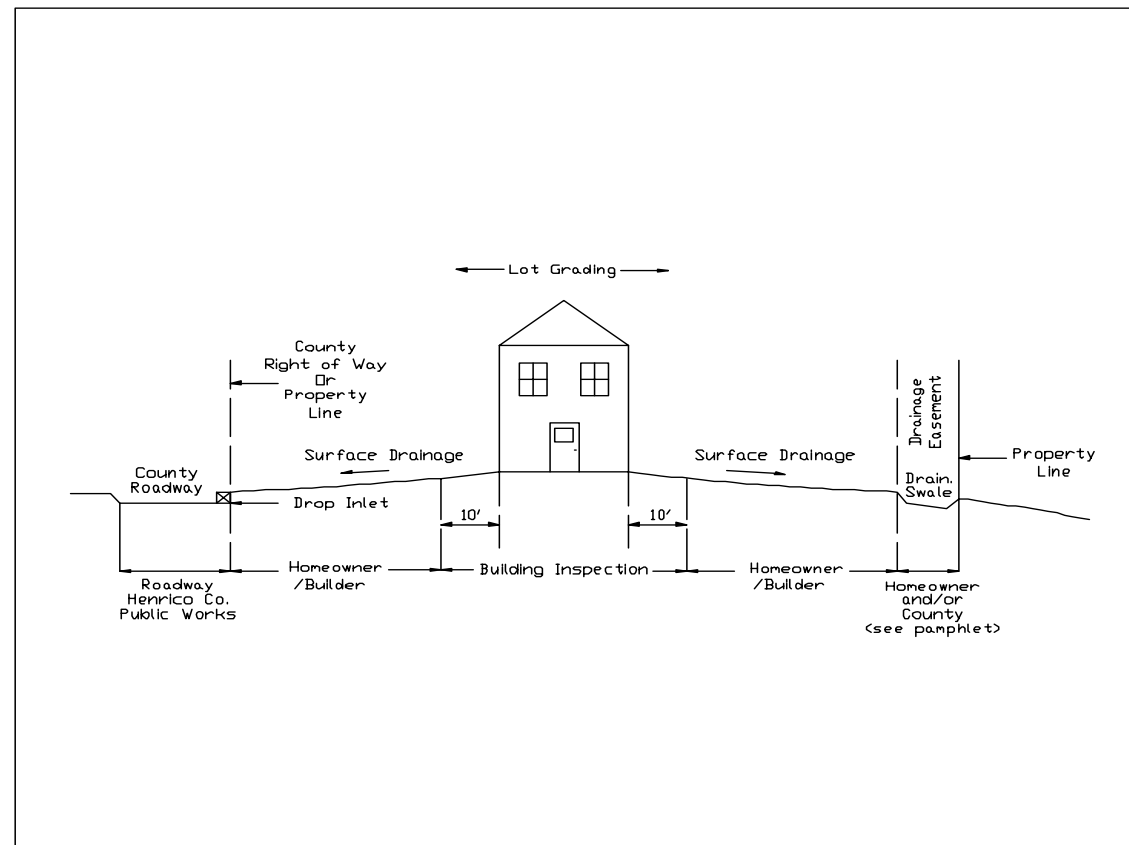 Lot Grading
County
Right of Way
Or
Property
Line
Drainage
Easement
Surface Drainage
Surface Drainage
Property
Line
County
Roadway
Drain.
Swale
Drop Inlet
10'
10'
Homeowner
/Builder
Building Inspection
Homeowner
/Builder
Roadway
Henrico Co.
Public Works
Homeowner
and/or
County
(see pamphlet)